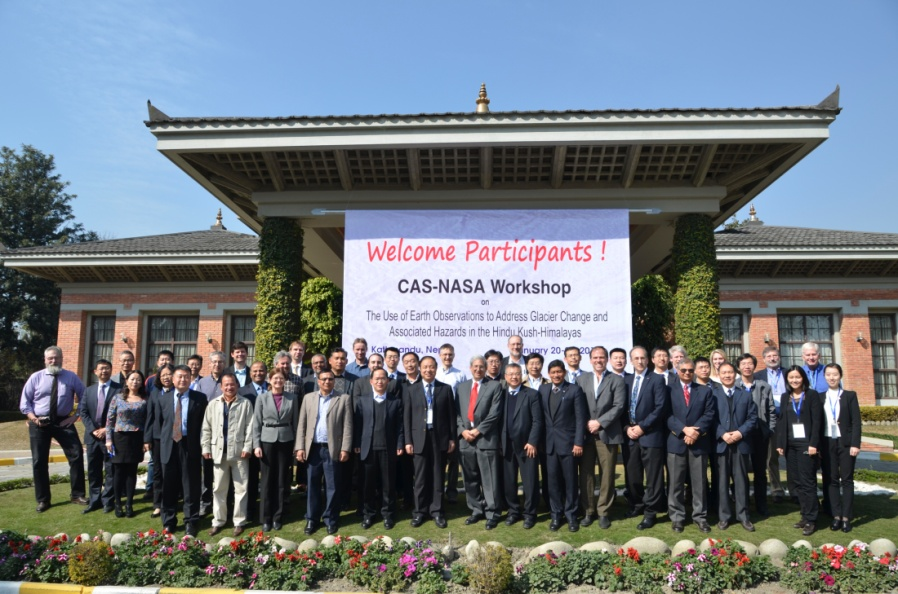 Welcome Participants !
CAS-NASA Workshop
on
The Use of Earth Observations to Address Glacier Change and
Associated Hazards in the Hindu Kush-Himalayas